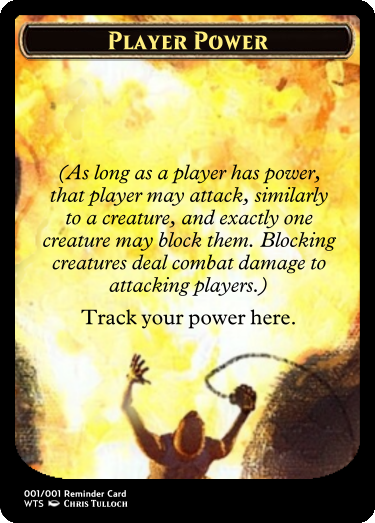 Player Power
(As long as a player has power,
that player may attack, similarly
to a creature, and exactly one
creature may block them. Blocking
creatures deal combat damage to
attacking players.)
Track your power here.
001/001 Reminder Card
WTS Chris Tulloch